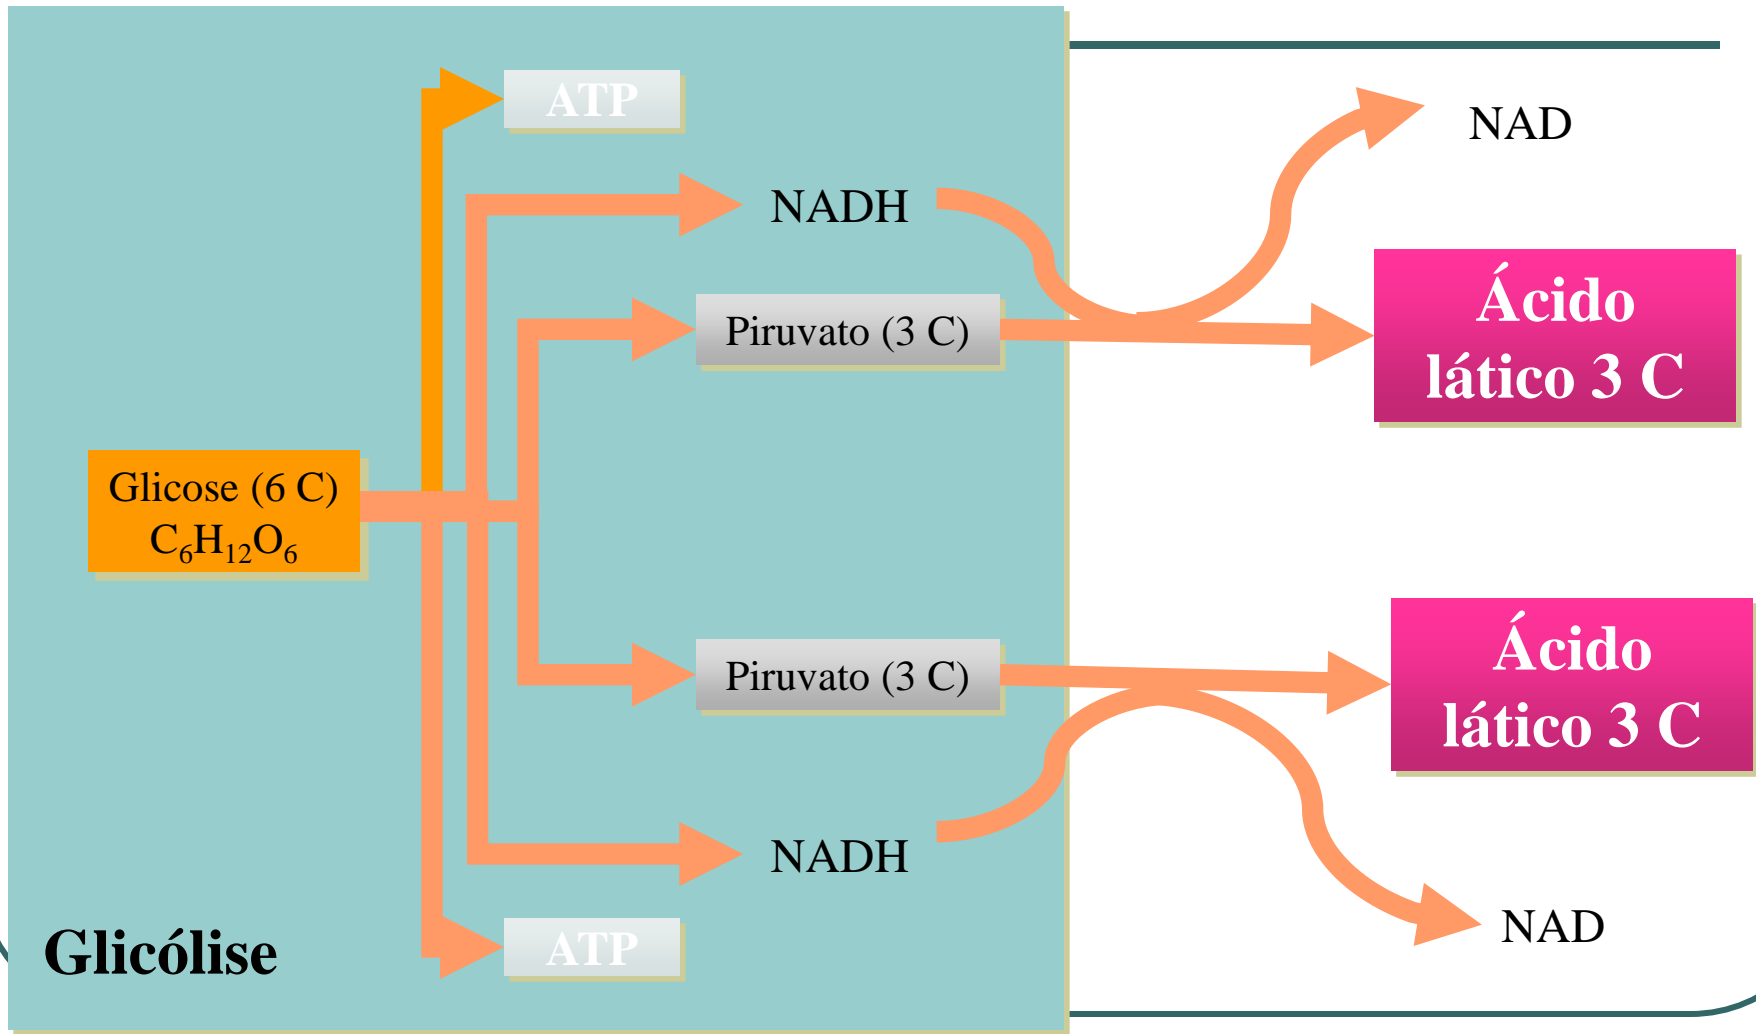 ATP
NAD
NADH
Ácido
lático 3 C
Piruvato (3 C)
Glicose (6 C)
C₆H₁₂O₆
Piruvato (3 C)
Ácido
lático 3 C
NADH
NAD
ATP
Glicólise